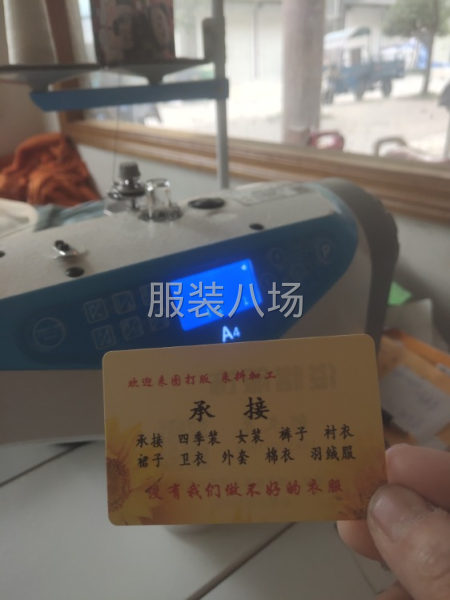 服装八场
A4
欢迎来图打版 来料加工
承 接
承接 四季装 女装 裤子 衬衣
裙子 卫衣 外套 棉衣 羽绒服
没有我们做不好的衣服